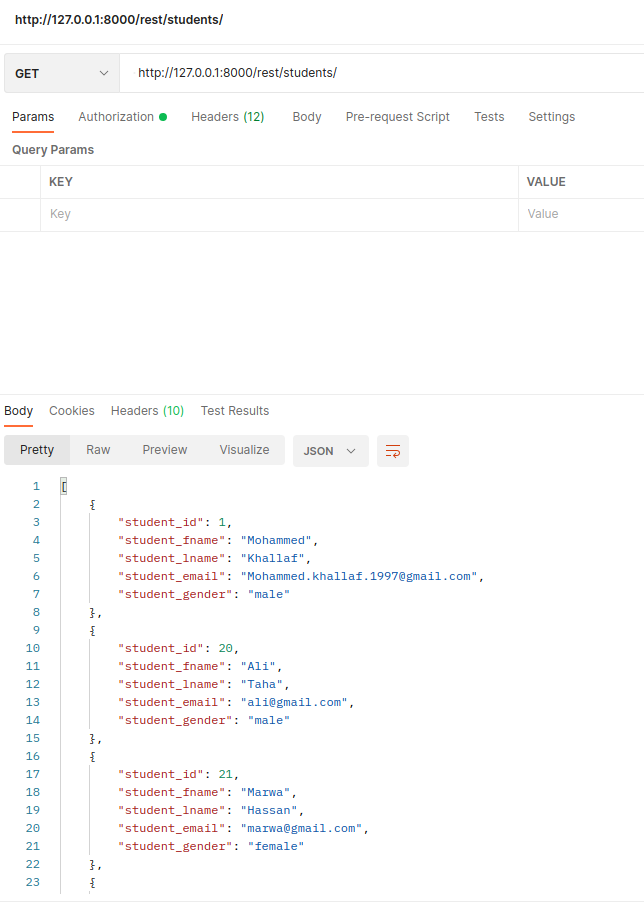 http://127.0.0.1:8000/rest/students/
GET http://127.0.0.1:8000/rest/students/
Params Authorization Headers (12) Body Pre-request Script Tests Settings
Query Params
KEY VALUE
Key Value
Body Cookies Headers (10) Test Results
Pretty Raw Preview Visualize JSON
1 [
2 {
3 "student_id": 1,
4 "student_fname": "Mohammed",
5 "student_lname": "Khallaf",
6 "student_email": "Mohammed.khallaf.1997@gmail.com",
7 "student_gender": "male"
8 },
9 {
10 "student_id": 20,
11 "student_fname": "Ali",
12 "student_lname": "Taha",
13 "student_email": "ali@gmail.com",
14 "student_gender": "male"
15 },
16 {
17 "student_id": 21,
18 "student_fname": "Marwa",
19 "student_lname": "Hassan",
20 "student_email": "marwa@gmail.com",
21 "student_gender": "female"
22 },
23 {